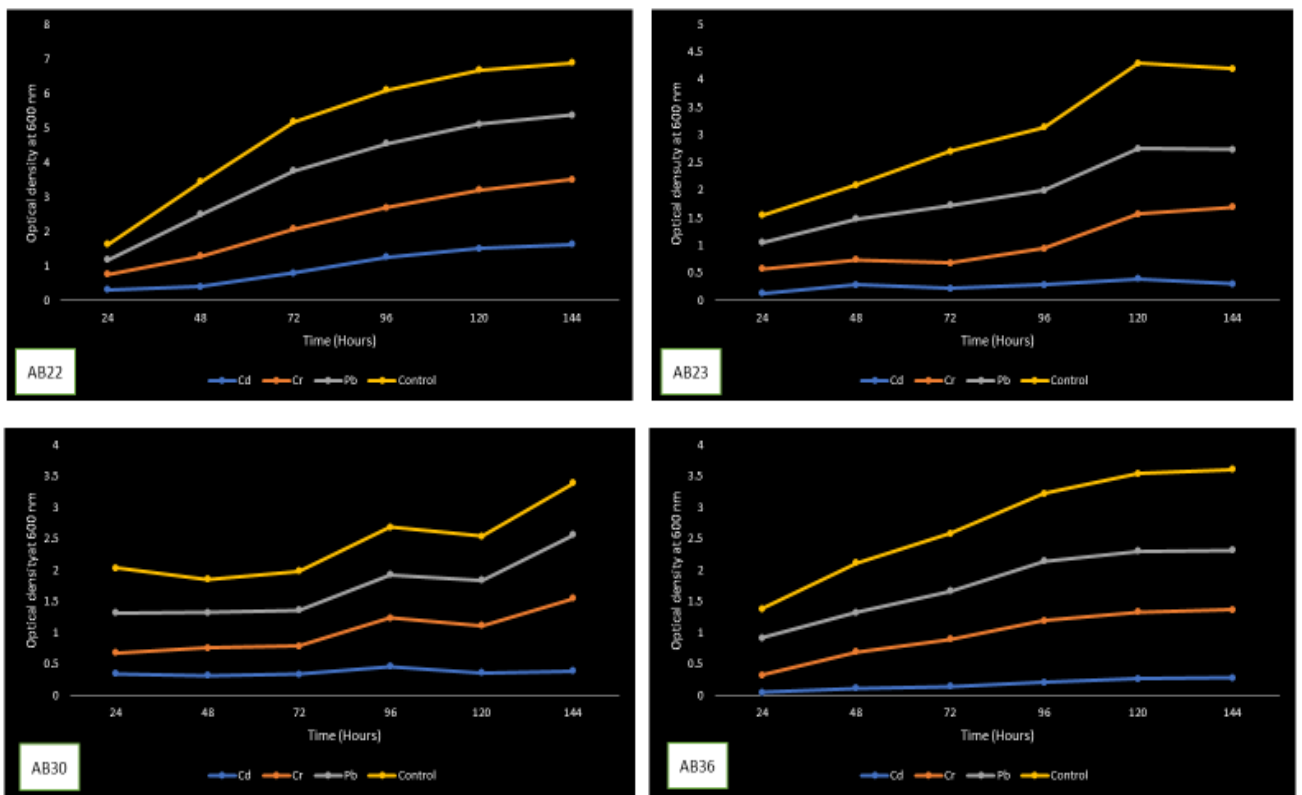 8
7
6
5
4
3
2
1
0
Optical density at 600 nm
24 48 72 96 120 144
Time (Hours)
AB22
Cd Cr Pb Control
5
4.5
4
3.5
3
2.5
2
1.5
1
0.5
0
Optical densuty at 600 nm
24 48 72 96 120 144
Time (Hours)
AB23
Cd Cr Pb Control
4
3.5
3
2.5
2
1.5
1
0.5
0
Optical densityat 600 nm
24 48 72 96 120 144
Time (Hours)
AB30
Cd Cr Pb Control
4
3.5
3
2.5
2
1.5
1
0.5
0
Optical density at 600 nm
24 48 72 96 120 144
Time (Hours)
AB36
Cd Cr Pb Control